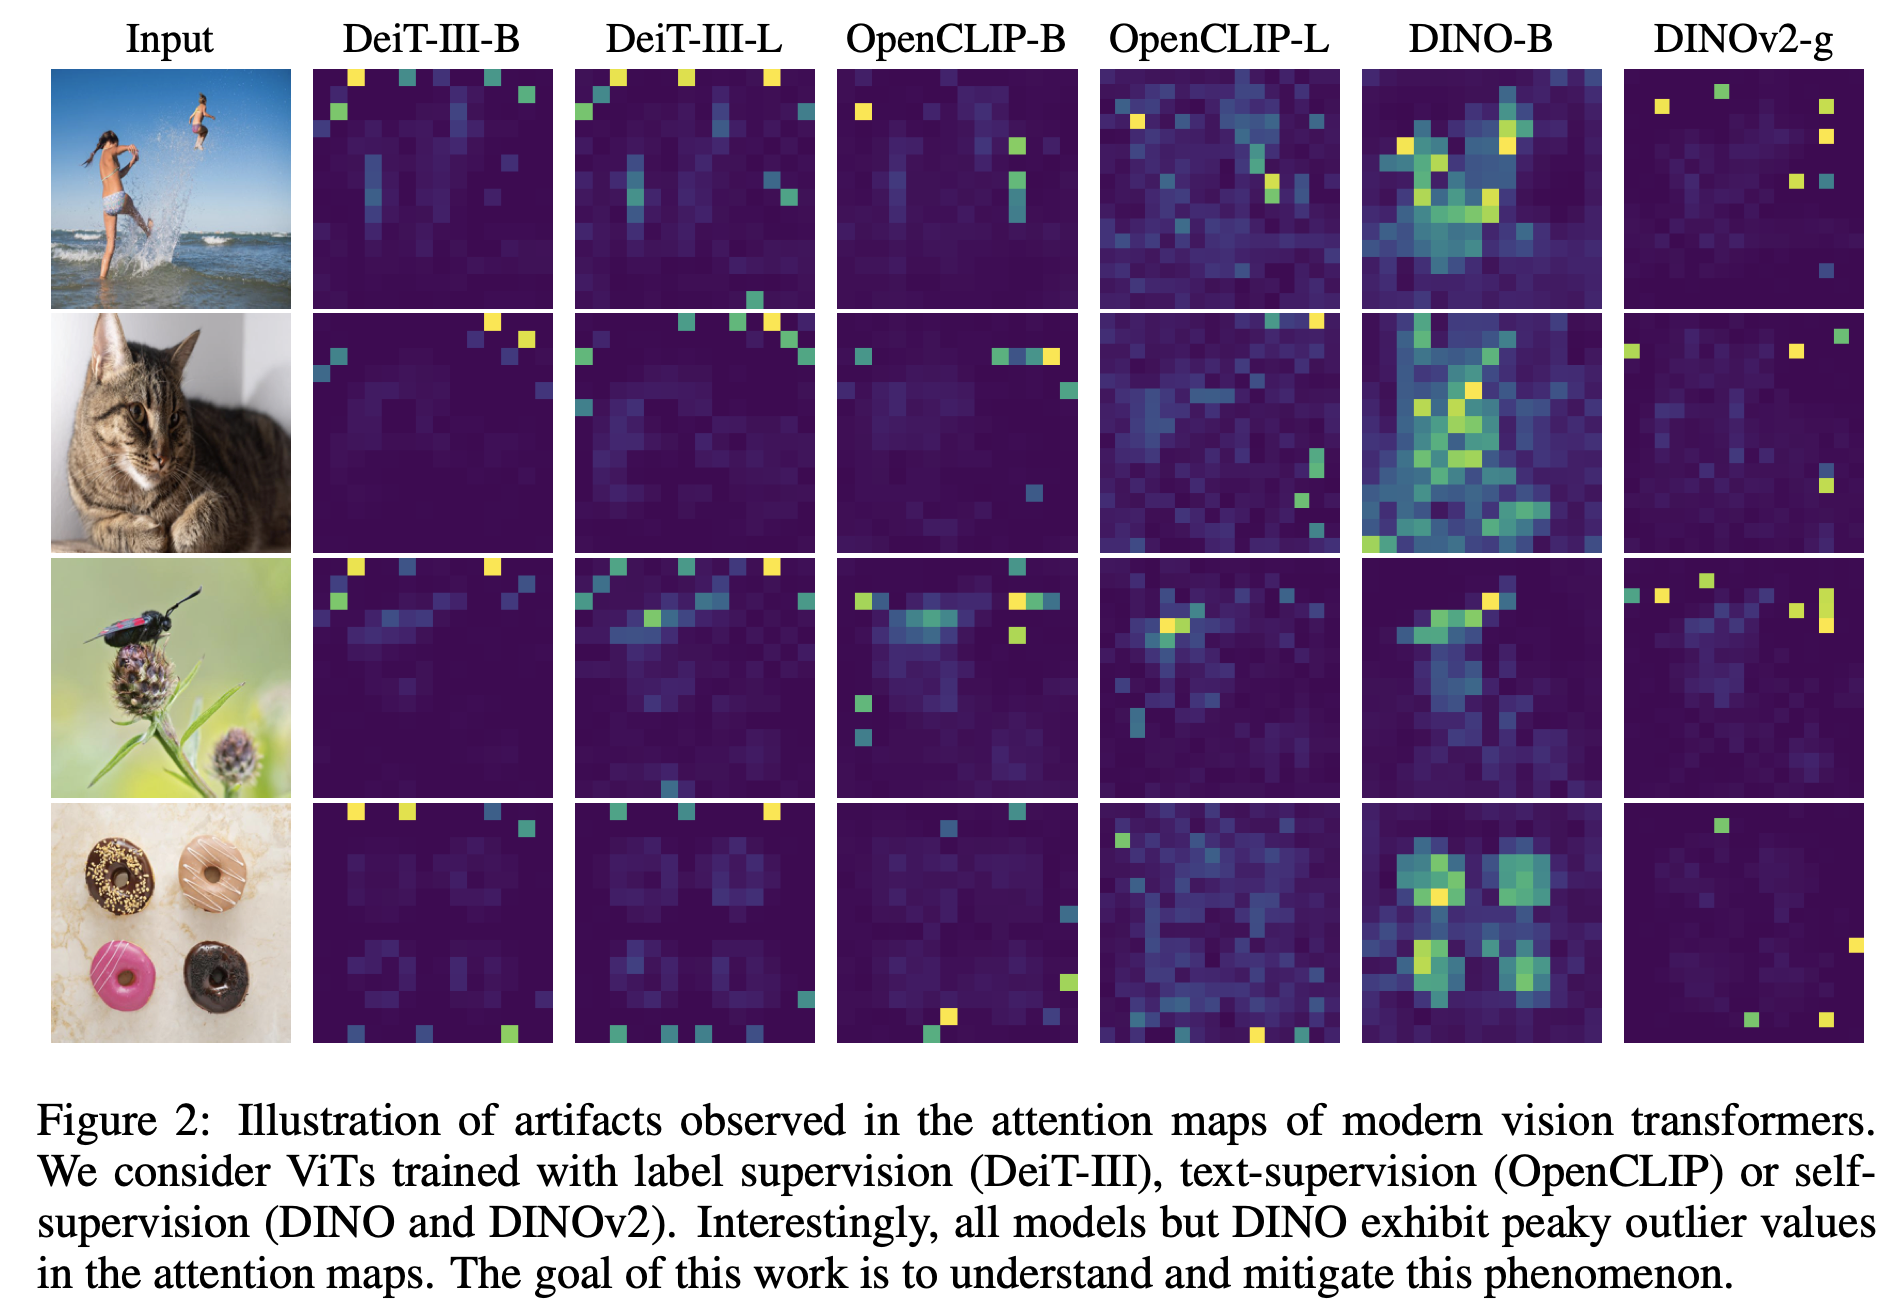 Input DeiT-III-B DeiT-III-L OpenCLIP-B OpenCLIP-L DINO-B DINOv2-g
Figure 2: Illustration of artifacts observed in the attention maps of modern vision transformers.
We consider ViTs trained with label supervision (DeiT-III), text-supervision (OpenCLIP) or self-
supervision (DINO and DINOv2). Interestingly, all models but DINO exhibit peaky outlier values
in the attention maps. The goal of this work is to understand and mitigate this phenomenon.